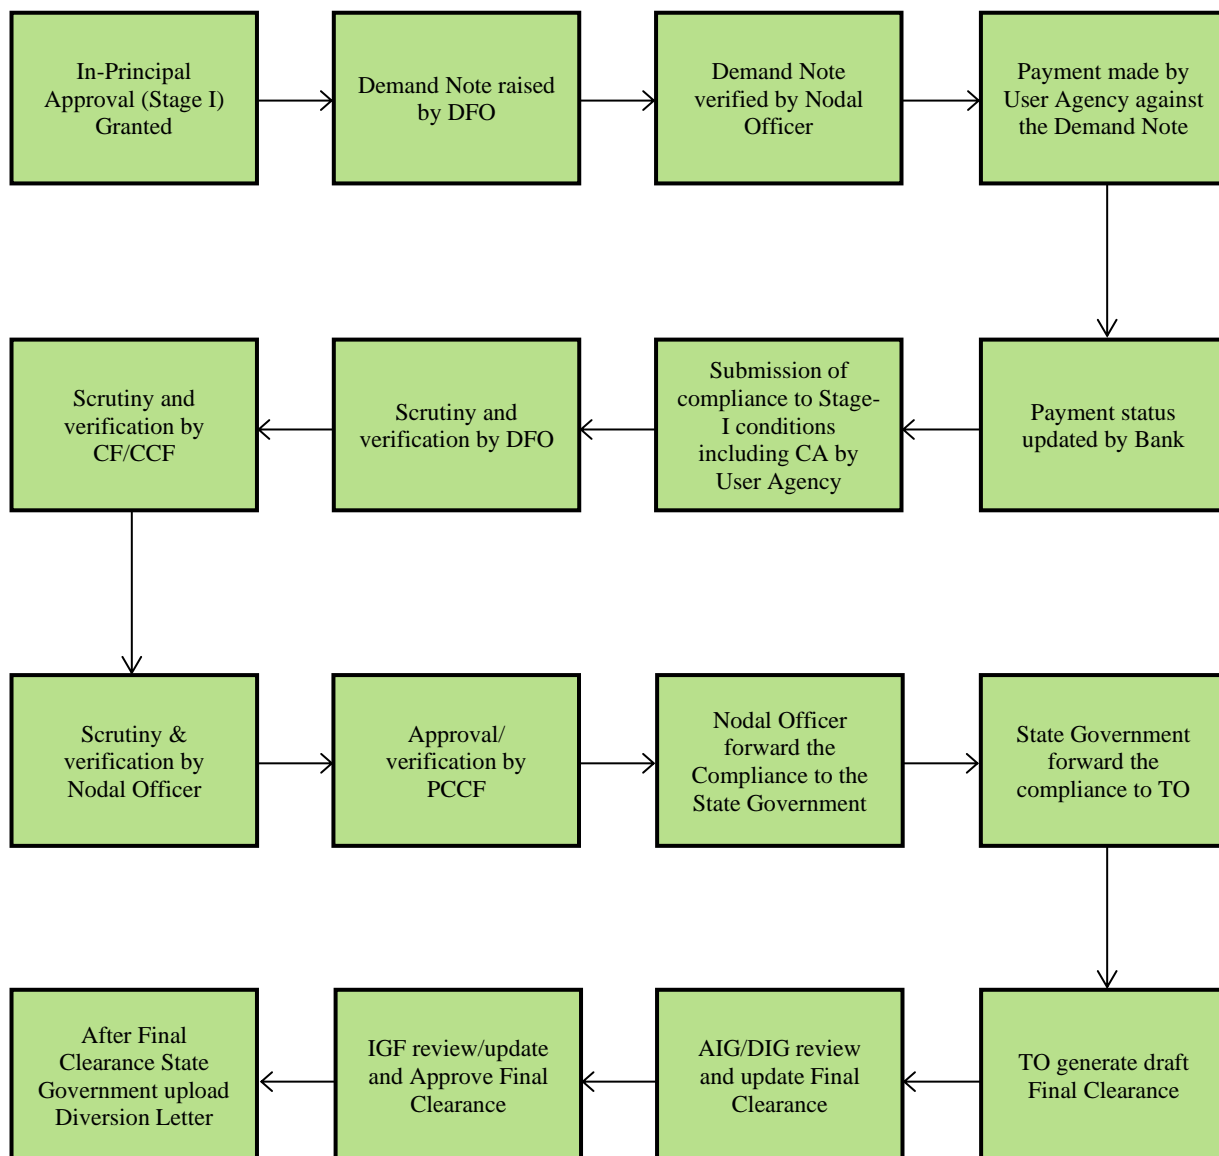 In-Principal
Approval (Stage I)
Granted
Demand Note raised
by DFO
Demand Note
verified by Nodal
Officer
Payment made by
User Agency against
the Demand Note
Payment status
updated by Bank
Submission of
compliance to Stage-
I conditions
including CA by
User Agency
Scrutiny and
verification by DFO
Scrutiny and
verification by
CF/CCF
Scrutiny &
verification by
Nodal Officer
Approval/
verification by
PCCF
Nodal Officer
forward the
Compliance to the
State Government
State Government
forward the
compliance to TO
TO generate draft
Final Clearance
AIG/DIG review
and update Final
Clearance
IGF review/update
and Approve Final
Clearance
After Final
Clearance State
Government upload
Diversion Letter